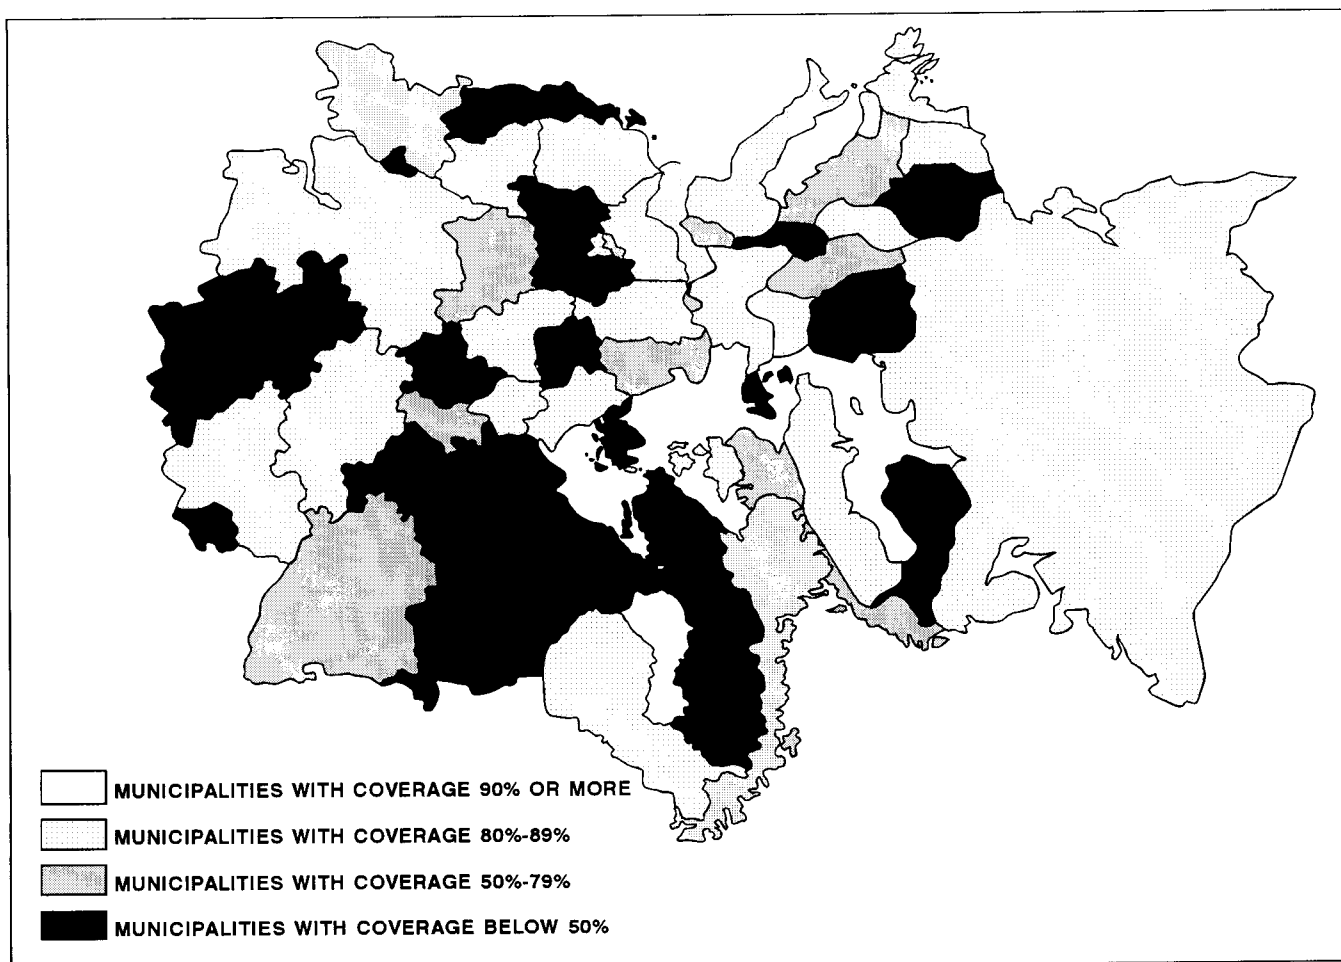 MUNICIPALITIES WITH COVERAGE 90% OR MORE
MUNICIPALITIES WITH COVERAGE 80%-89%
MUNICIPALITIES WITH COVERAGE 50%-79%
MUNICIPALITIES WITH COVERAGE BELOW 50%